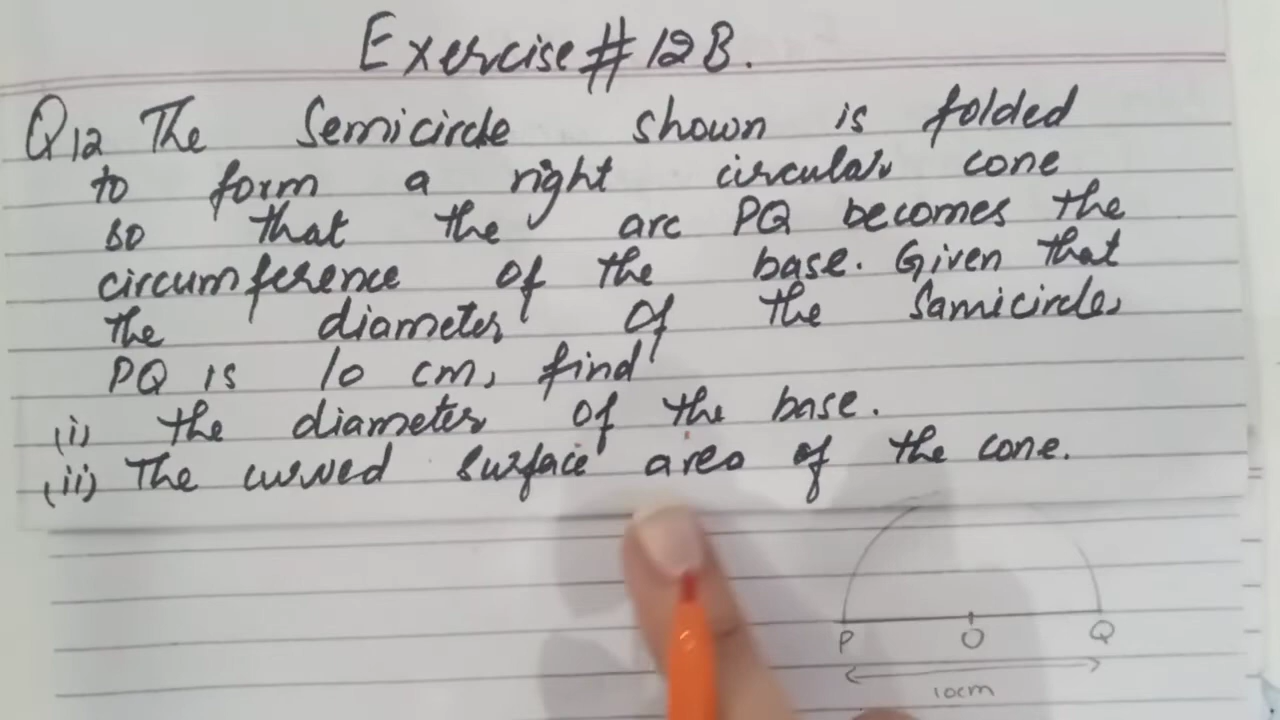 Exercise # 12B.
Q12 The Semicircle shown is folded
to form a right circular cone
so that the arc PQ becomes the
circumference of the base. Given that
the diameter of the Samicircle,
PQ is 10 cm, find
(i) the diameter of the base.
(ii) The curved surface area of the cone.
P O Q
10cm